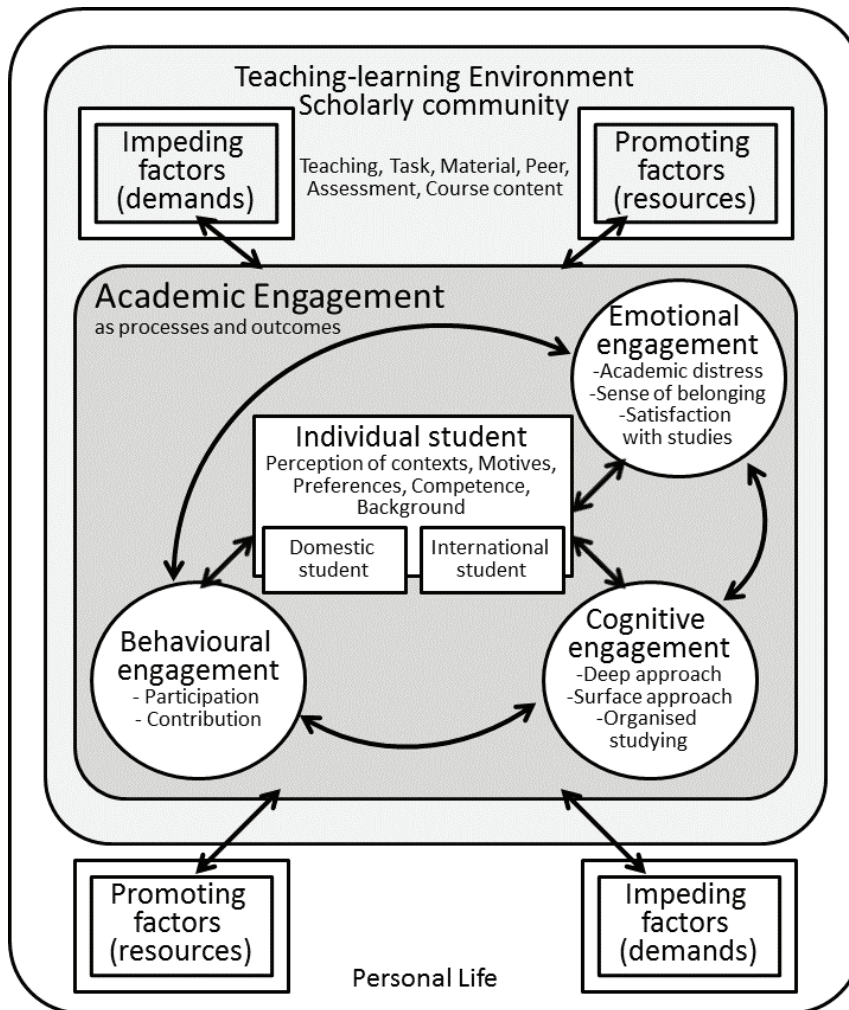 Teaching-learning Environment
Scholarly community
Impeding
factors
(demands)
Teaching, Task, Material, Peer,
Assessment, Course content
Promoting
factors
(resources)
Academic Engagement
as processes and outcomes
Emotional
engagement
-Academic distress
-Sense of belonging
-Satisfaction
with studies
Individual student
Perception of contexts, Motives,
Preferences, Competence,
Background
Domestic
student
International
student
Behavioural
engagement
- Participation
- Contribution
Cognitive
engagement
-Deep approach
-Surface approach
-Organised
studying
Promoting
factors
(resources)
Impeding
factors
(demands)
Personal Life